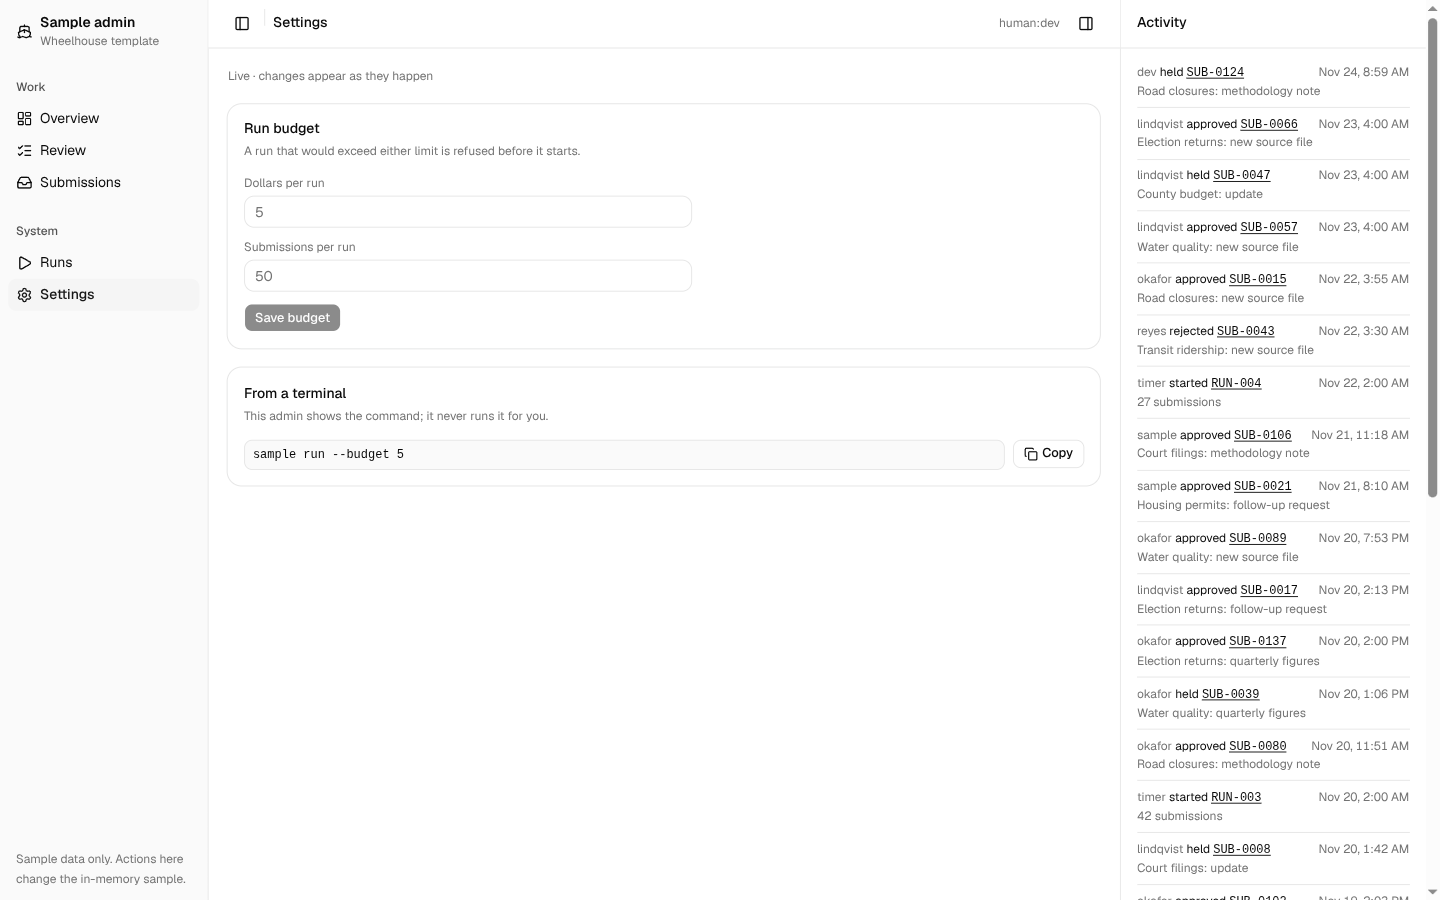 Sample admin
Wheelhouse template
Work
Overview
Review
Submissions
System
Runs
Settings
Sample data only. Actions here
change the in-memory sample.
Settings
human:dev
Live · changes appear as they happen
Run budget
A run that would exceed either limit is refused before it starts.
Dollars per run
5
Submissions per run
50
Save budget
From a terminal
This admin shows the command; it never runs it for you.
sample run --budget 5
Copy
Activity
dev held SUB-0124 Nov 24, 8:59 AM
Road closures: methodology note
lindqvist approved SUB-0066 Nov 23, 4:00 AM
Election returns: new source file
lindqvist held SUB-0047 Nov 23, 4:00 AM
County budget: update
lindqvist approved SUB-0057 Nov 23, 4:00 AM
Water quality: new source file
okafor approved SUB-0015 Nov 22, 3:55 AM
Road closures: new source file
reyes rejected SUB-0043 Nov 22, 3:30 AM
Transit ridership: new source file
timer started RUN-004 Nov 22, 2:00 AM
27 submissions
sample approved SUB-0106 Nov 21, 11:18 AM
Court filings: methodology note
sample approved SUB-0021 Nov 21, 8:10 AM
Housing permits: follow-up request
okafor approved SUB-0089 Nov 20, 7:53 PM
Water quality: new source file
lindqvist approved SUB-0017 Nov 20, 2:13 PM
Election returns: follow-up request
okafor approved SUB-0137 Nov 20, 2:00 PM
Election returns: quarterly figures
okafor held SUB-0039 Nov 20, 1:06 PM
Water quality: quarterly figures
okafor approved SUB-0080 Nov 20, 11:51 AM
Road closures: methodology note
timer started RUN-003 Nov 20, 2:00 AM
42 submissions
lindqvist held SUB-0008 Nov 20, 1:42 AM
Court filings: update